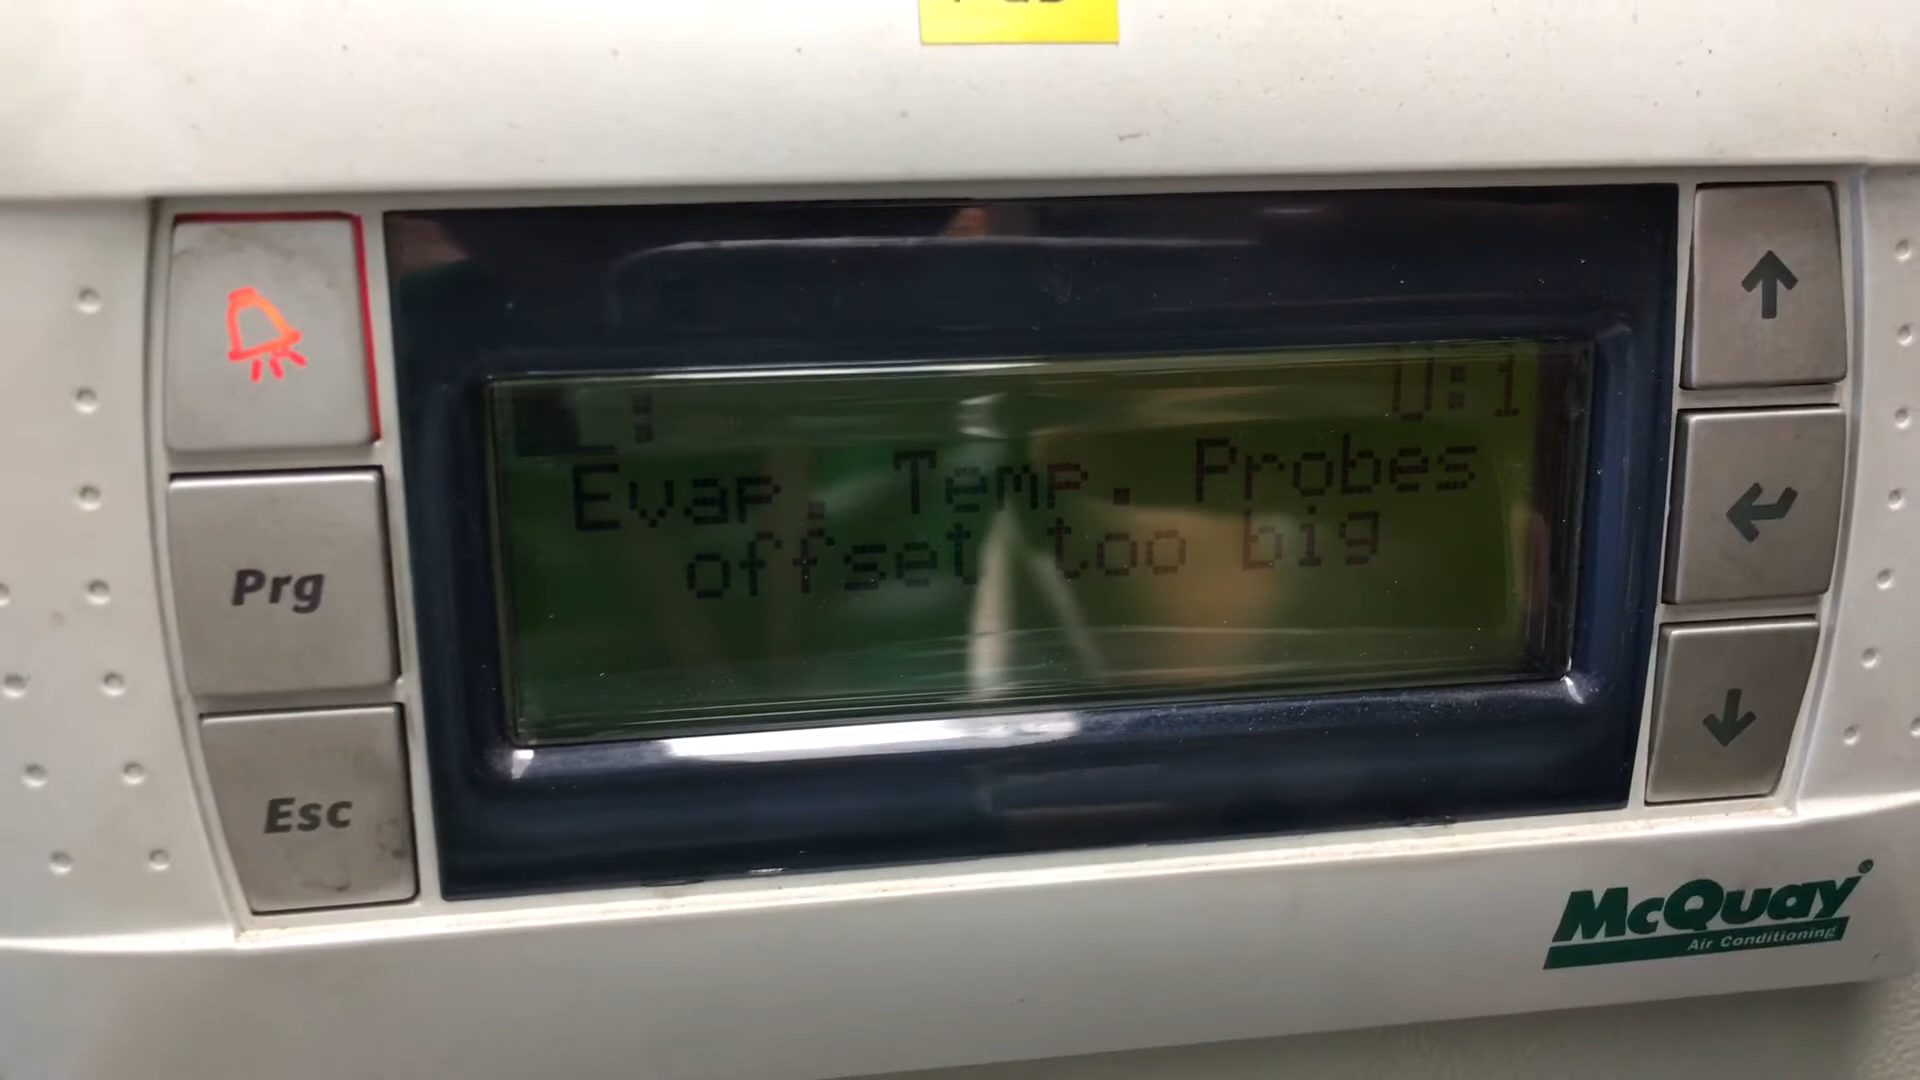 U:1
Evap. Temp. Probes
offset too big
Prg
Esc
McQuay
Air Conditioning